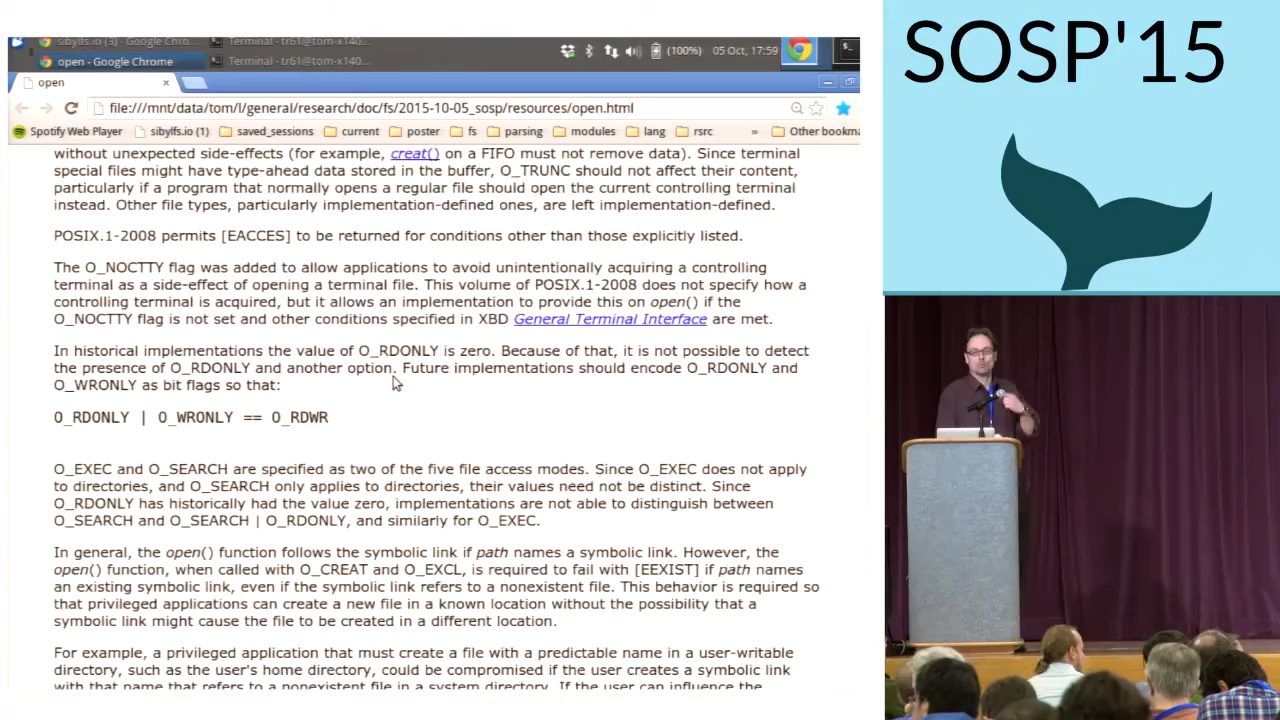 sibylfs.io (3) - Google Chro...
Terminal - tr61@tom-x140...
open - Google Chrome
Terminal - tr61@tom-x140...
(100%)
05 Oct, 17:59
open
file:///mnt/data/tom/l/general/research/doc/fs/2015-10-05_sosp/resources/open.html
Spotify Web Player
sibylfs.io (1)
saved_sessions
current
poster
fs
parsing
modules
lang
rsrc
»
Other bookma
without unexpected side-effects (for example, creat() on a FIFO must not remove data). Since terminal
special files might have type-ahead data stored in the buffer, O_TRUNC should not affect their content,
particularly if a program that normally opens a regular file should open the current controlling terminal
instead. Other file types, particularly implementation-defined ones, are left implementation-defined.
POSIX.1-2008 permits [EACCES] to be returned for conditions other than those explicitly listed.
The O_NOCTTY flag was added to allow applications to avoid unintentionally acquiring a controlling
terminal as a side-effect of opening a terminal file. This volume of POSIX.1-2008 does not specify how a
controlling terminal is acquired, but it allows an implementation to provide this on open() if the
O_NOCTTY flag is not set and other conditions specified in XBD General Terminal Interface are met.
In historical implementations the value of O_RDONLY is zero. Because of that, it is not possible to detect
the presence of O_RDONLY and another option. Future implementations should encode O_RDONLY and
O_WRONLY as bit flags so that:
O_RDONLY | O_WRONLY == O_RDWR
O_EXEC and O_SEARCH are specified as two of the five file access modes. Since O_EXEC does not apply
to directories, and O_SEARCH only applies to directories, their values need not be distinct. Since
O_RDONLY has historically had the value zero, implementations are not able to distinguish between
O_SEARCH and O_SEARCH | O_RDONLY, and similarly for O_EXEC.
In general, the open() function follows the symbolic link if path names a symbolic link. However, the
open() function, when called with O_CREAT and O_EXCL, is required to fail with [EEXIST] if path names
an existing symbolic link, even if the symbolic link refers to a nonexistent file. This behavior is required so
that privileged applications can create a new file in a known location without the possibility that a
symbolic link might cause the file to be created in a different location.
For example, a privileged application that must create a file with a predictable name in a user-writable
directory, such as the user's home directory, could be compromised if the user creates a symbolic link
with that name that refers to a nonexistent file in a system directory. If the user can influence the
SOSP'15